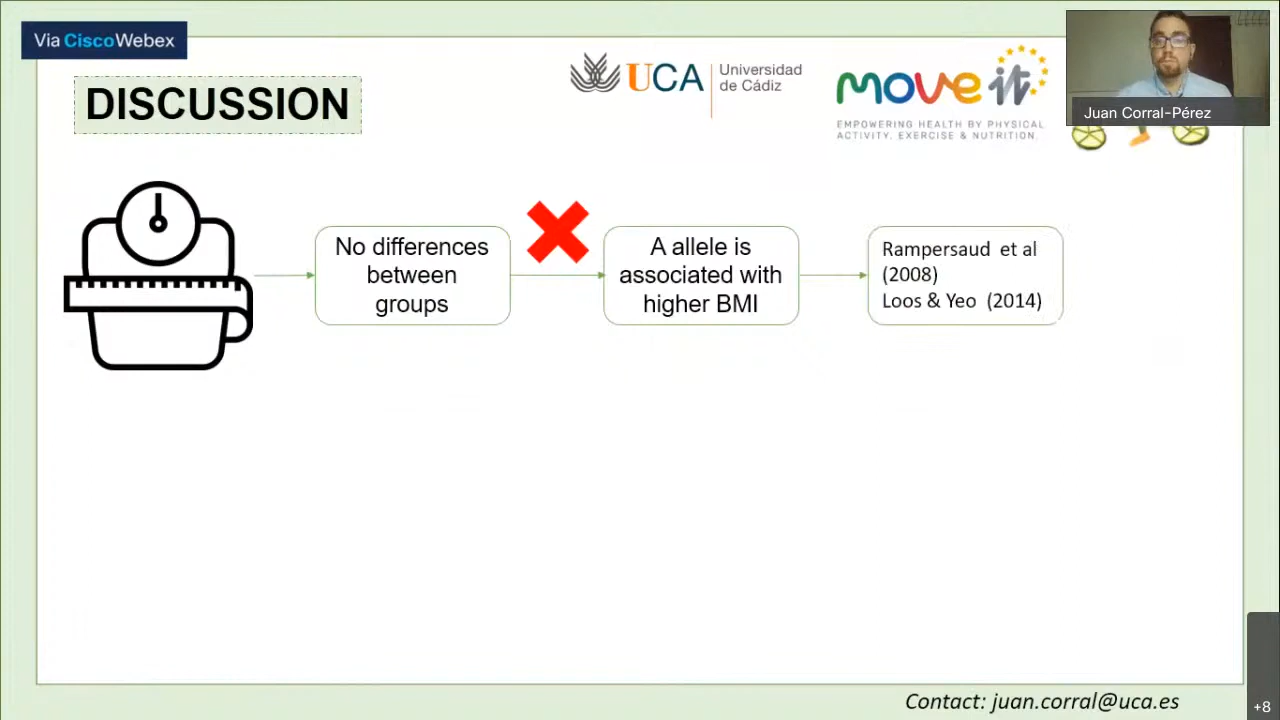 Via CiscoWebex
DISCUSSION
UCA
Universidad
de Cádiz
move it
EMPOWERING HEALTH BY PHYSICAL
ACTIVITY, EXERCISE & NUTRITION.
Juan Corral-Pérez
No differences
between
groups
A allele is
associated with
higher BMI
Rampersaud et al
(2008)
Loos & Yeo (2014)
Contact: juan.corral@uca.es
+8